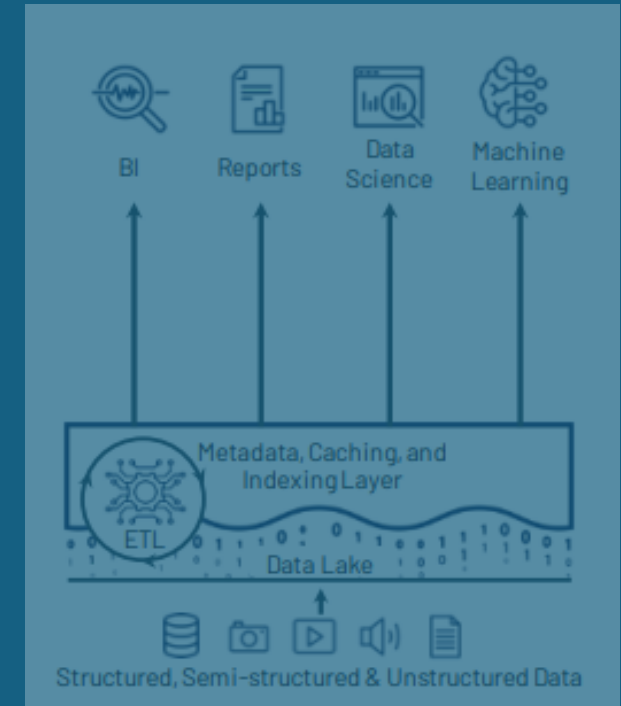 BI
Reports
Data
Science
Machine
Learning
Metadata, Caching, and
Indexing Layer
ETL
Data Lake
Structured, Semi-structured & Unstructured Data